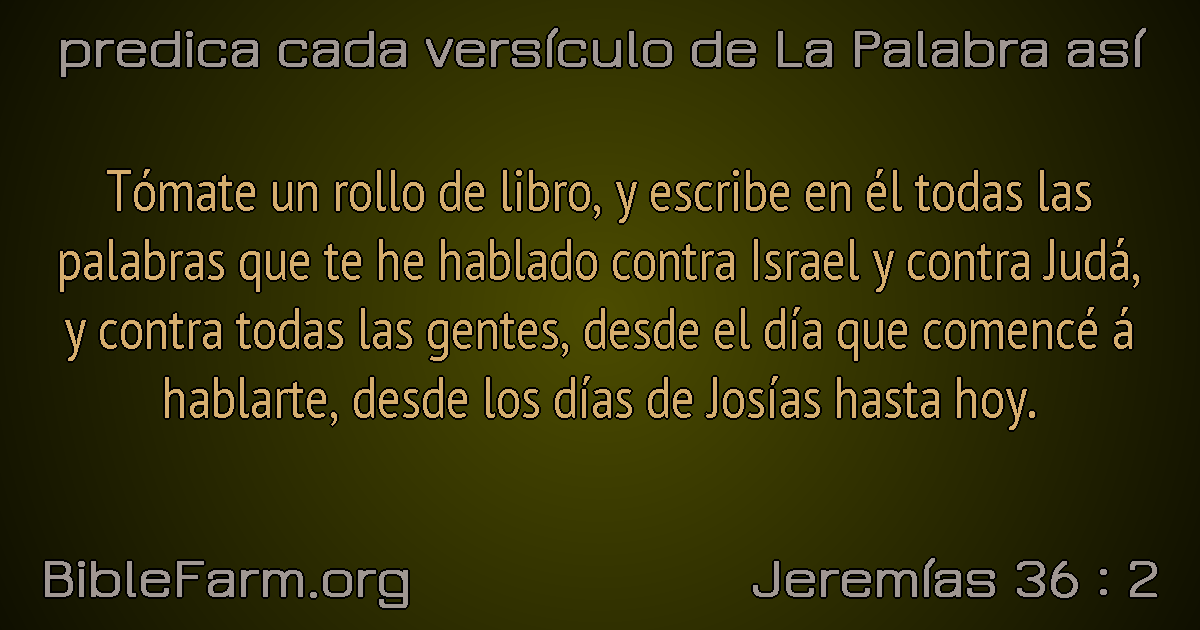 predica cada versículo de La Palabra así
Tómate un rollo de libro, y escribe en él todas las
palabras que te he hablado contra Israel y contra Judá,
y contra todas las gentes, desde el día que comencé á
hablarte, desde los días de Josías hasta hoy.
BibleFarm.org
Jeremías 36 : 2